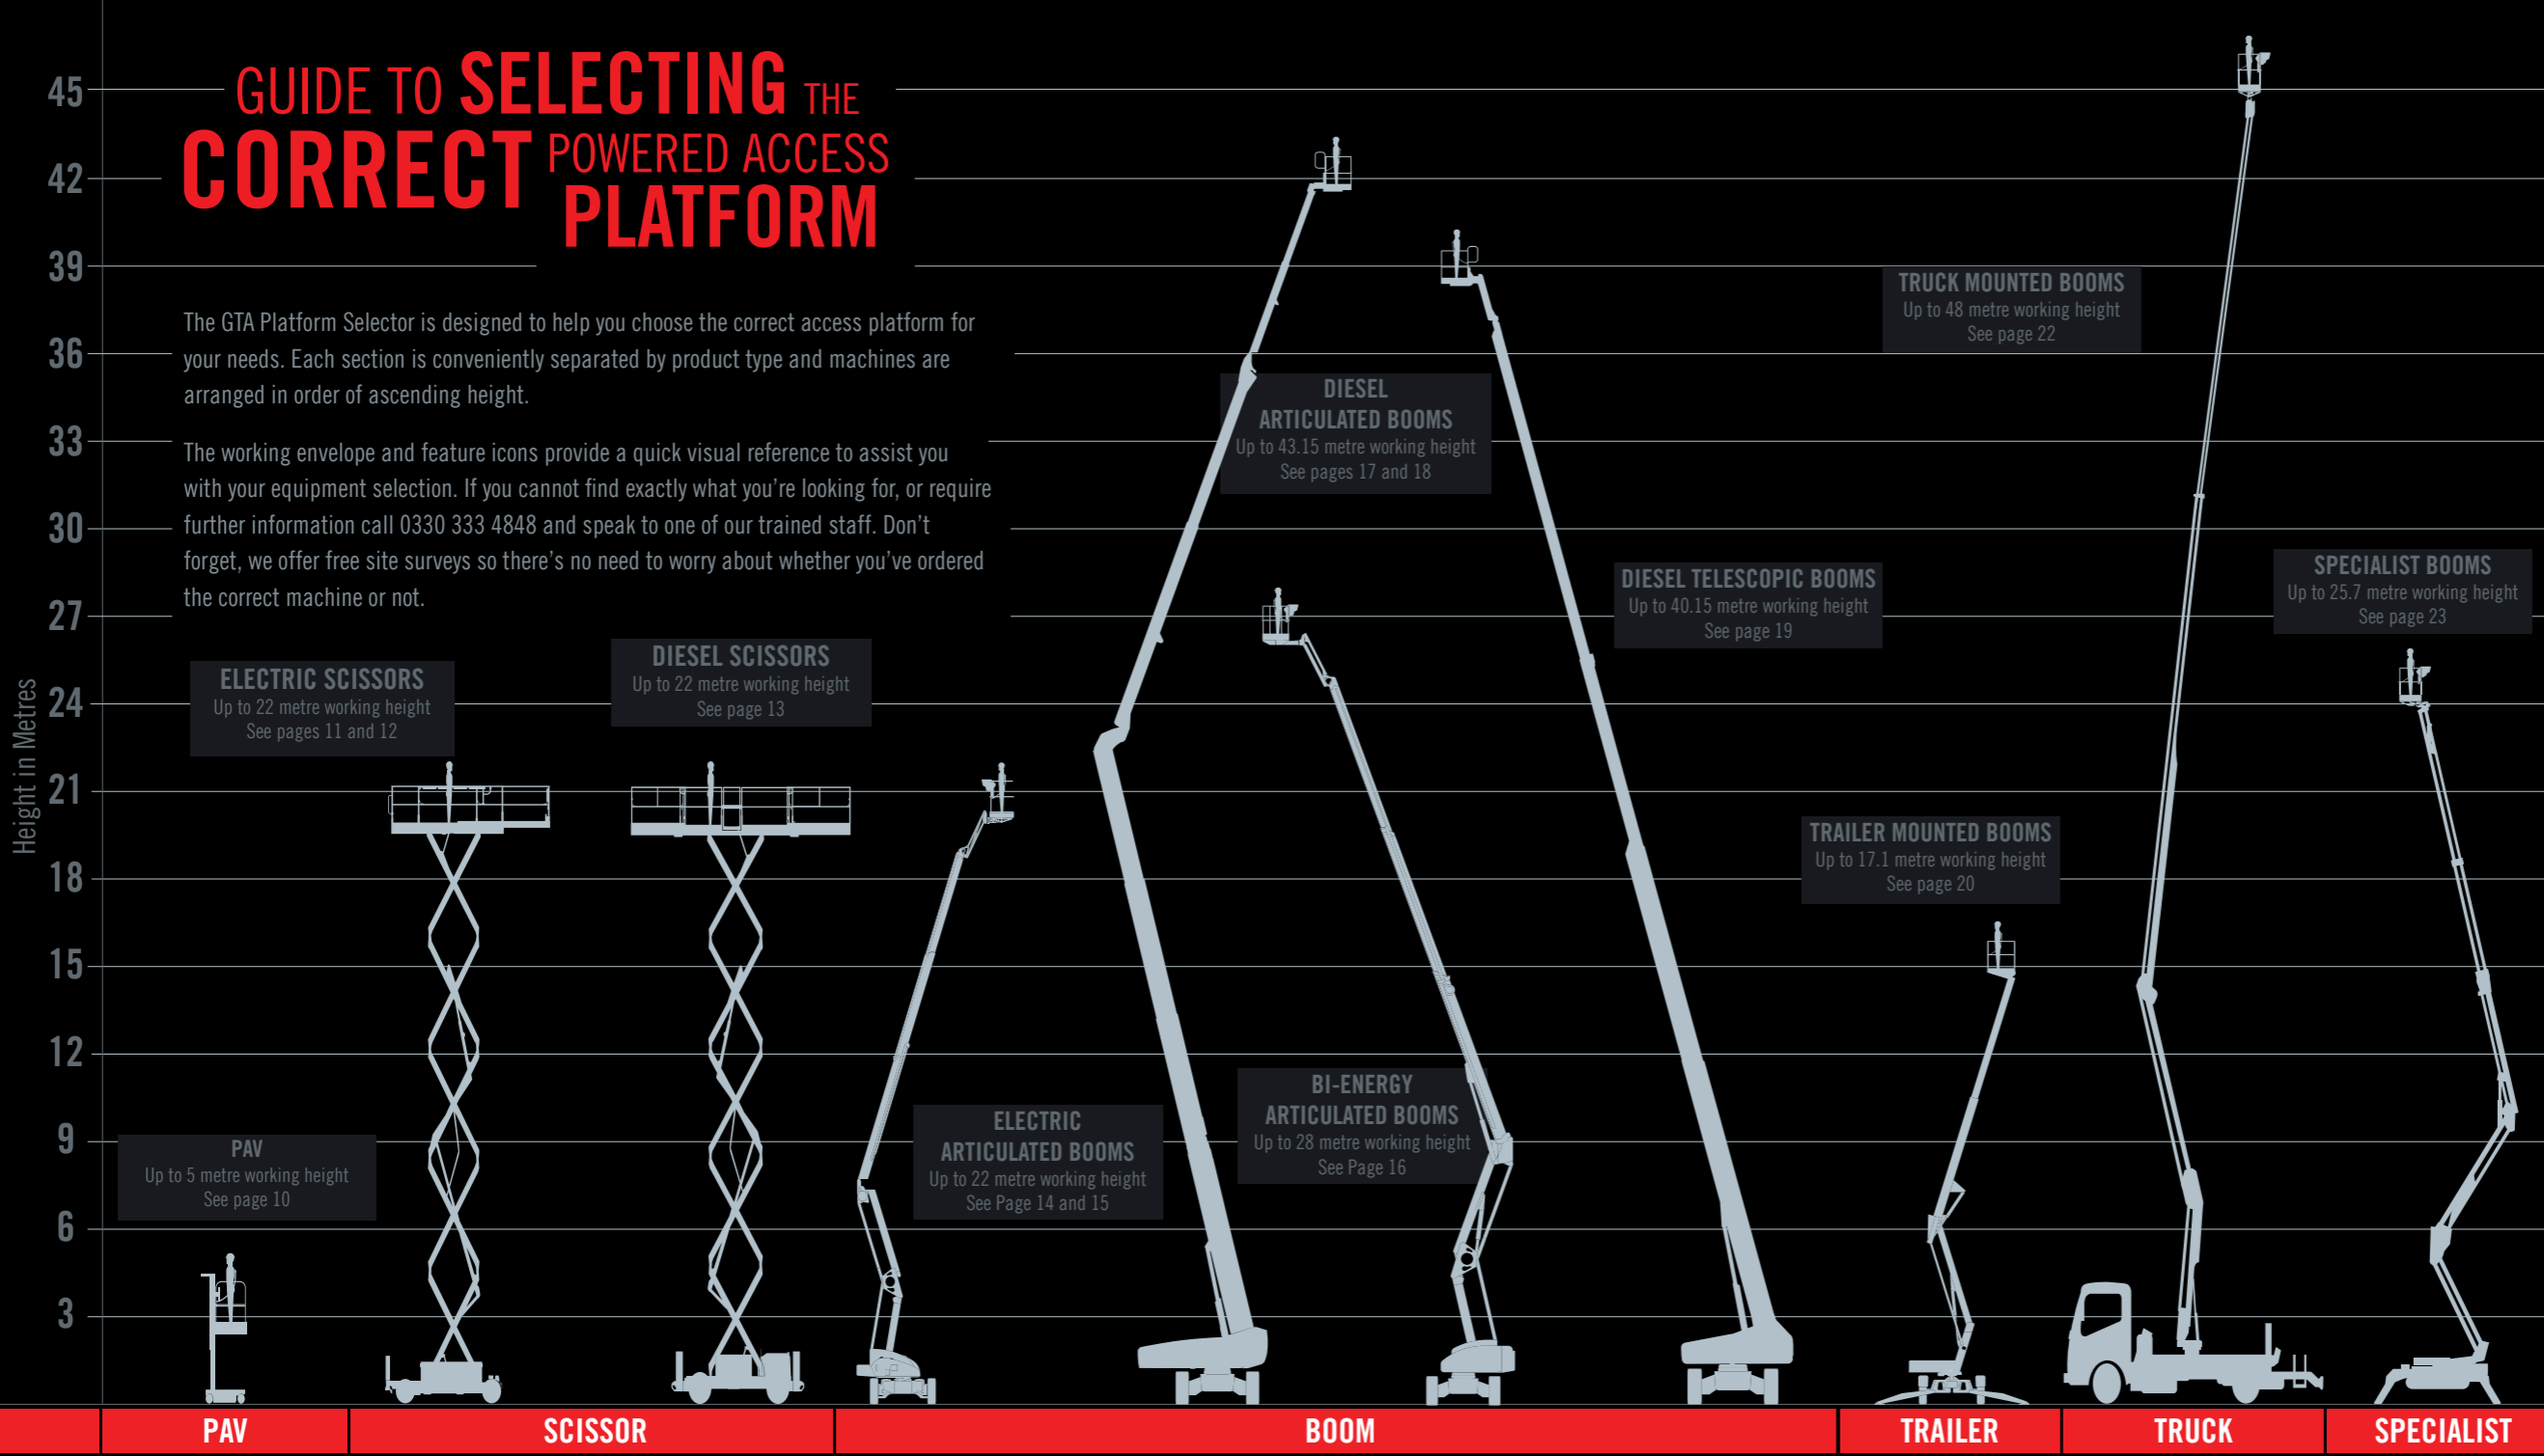 GUIDE TO SELECTING THE
CORRECT POWERED ACCESS
PLATFORM
The GTA Platform Selector is designed to help you choose the correct access platform for
your needs. Each section is conveniently separated by product type and machines are
arranged in order of ascending height.
The working envelope and feature icons provide a quick visual reference to assist you
with your equipment selection. If you cannot find exactly what you're looking for, or require
further information call 0330 333 4848 and speak to one of our trained staff. Don't
forget, we offer free site surveys so there's no need to worry about whether you've ordered
the correct machine or not.
Height in Metres
45
42
39
36
33
30
27
24
21
18
15
12
9
6
3
PAV
Up to 5 metre working height
See page 10
ELECTRIC SCISSORS
Up to 22 metre working height
See pages 11 and 12
DIESEL SCISSORS
Up to 22 metre working height
See page 13
ELECTRIC
ARTICULATED BOOMS
Up to 22 metre working height
See Page 14 and 15
DIESEL
ARTICULATED BOOMS
Up to 43.15 metre working height
See pages 17 and 18
BI-ENERGY
ARTICULATED BOOMS
Up to 28 metre working height
See Page 16
DIESEL TELESCOPIC BOOMS
Up to 40.15 metre working height
See page 19
TRAILER MOUNTED BOOMS
Up to 17.1 metre working height
See page 20
TRUCK MOUNTED BOOMS
Up to 48 metre working height
See page 22
SPECIALIST BOOMS
Up to 25.7 metre working height
See page 23
PAV
SCISSOR
BOOM
TRAILER
TRUCK
SPECIALIST